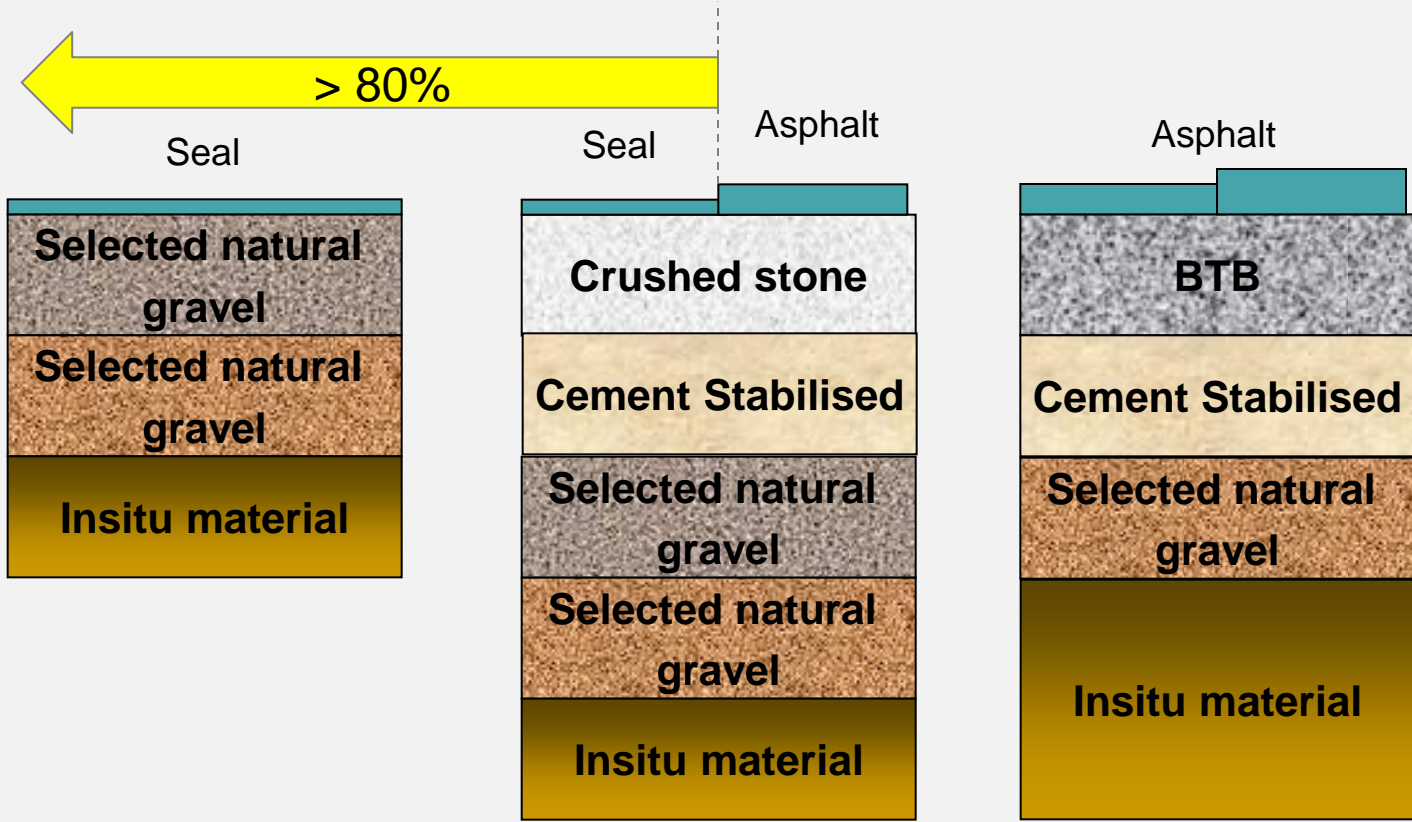 > 80%
Seal
Selected natural
gravel
Selected natural
gravel
Insitu material
Seal
Asphalt
Crushed stone
Cement Stabilised
Selected natural
gravel
Selected natural
gravel
Insitu material
Asphalt
BTB
Cement Stabilised
Selected natural
gravel
Insitu material